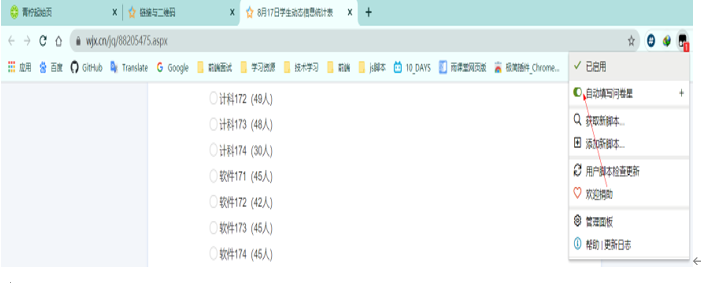 青柠起始页 x 链接与二维码 x 8月17日学生动态信息统计表 x +
wjx.cn/jq/88205475.aspx
应用 百度 GitHub Translate Google 前端面试 学习资源 技术学习 前端 js脚本 10_DAYS 雨课堂网页版 极简插件_Chrome...
已启用
计科172 (49人)
自动填写问卷星 +
计科173 (48人)
获取新脚本...
计科174 (30人)
添加新脚本...
软件171 (45人)
用户脚本检查更新
软件172 (42人)
欢迎捐助
软件173 (45人)
管理面板
软件174 (45人)
帮助 | 更新日志